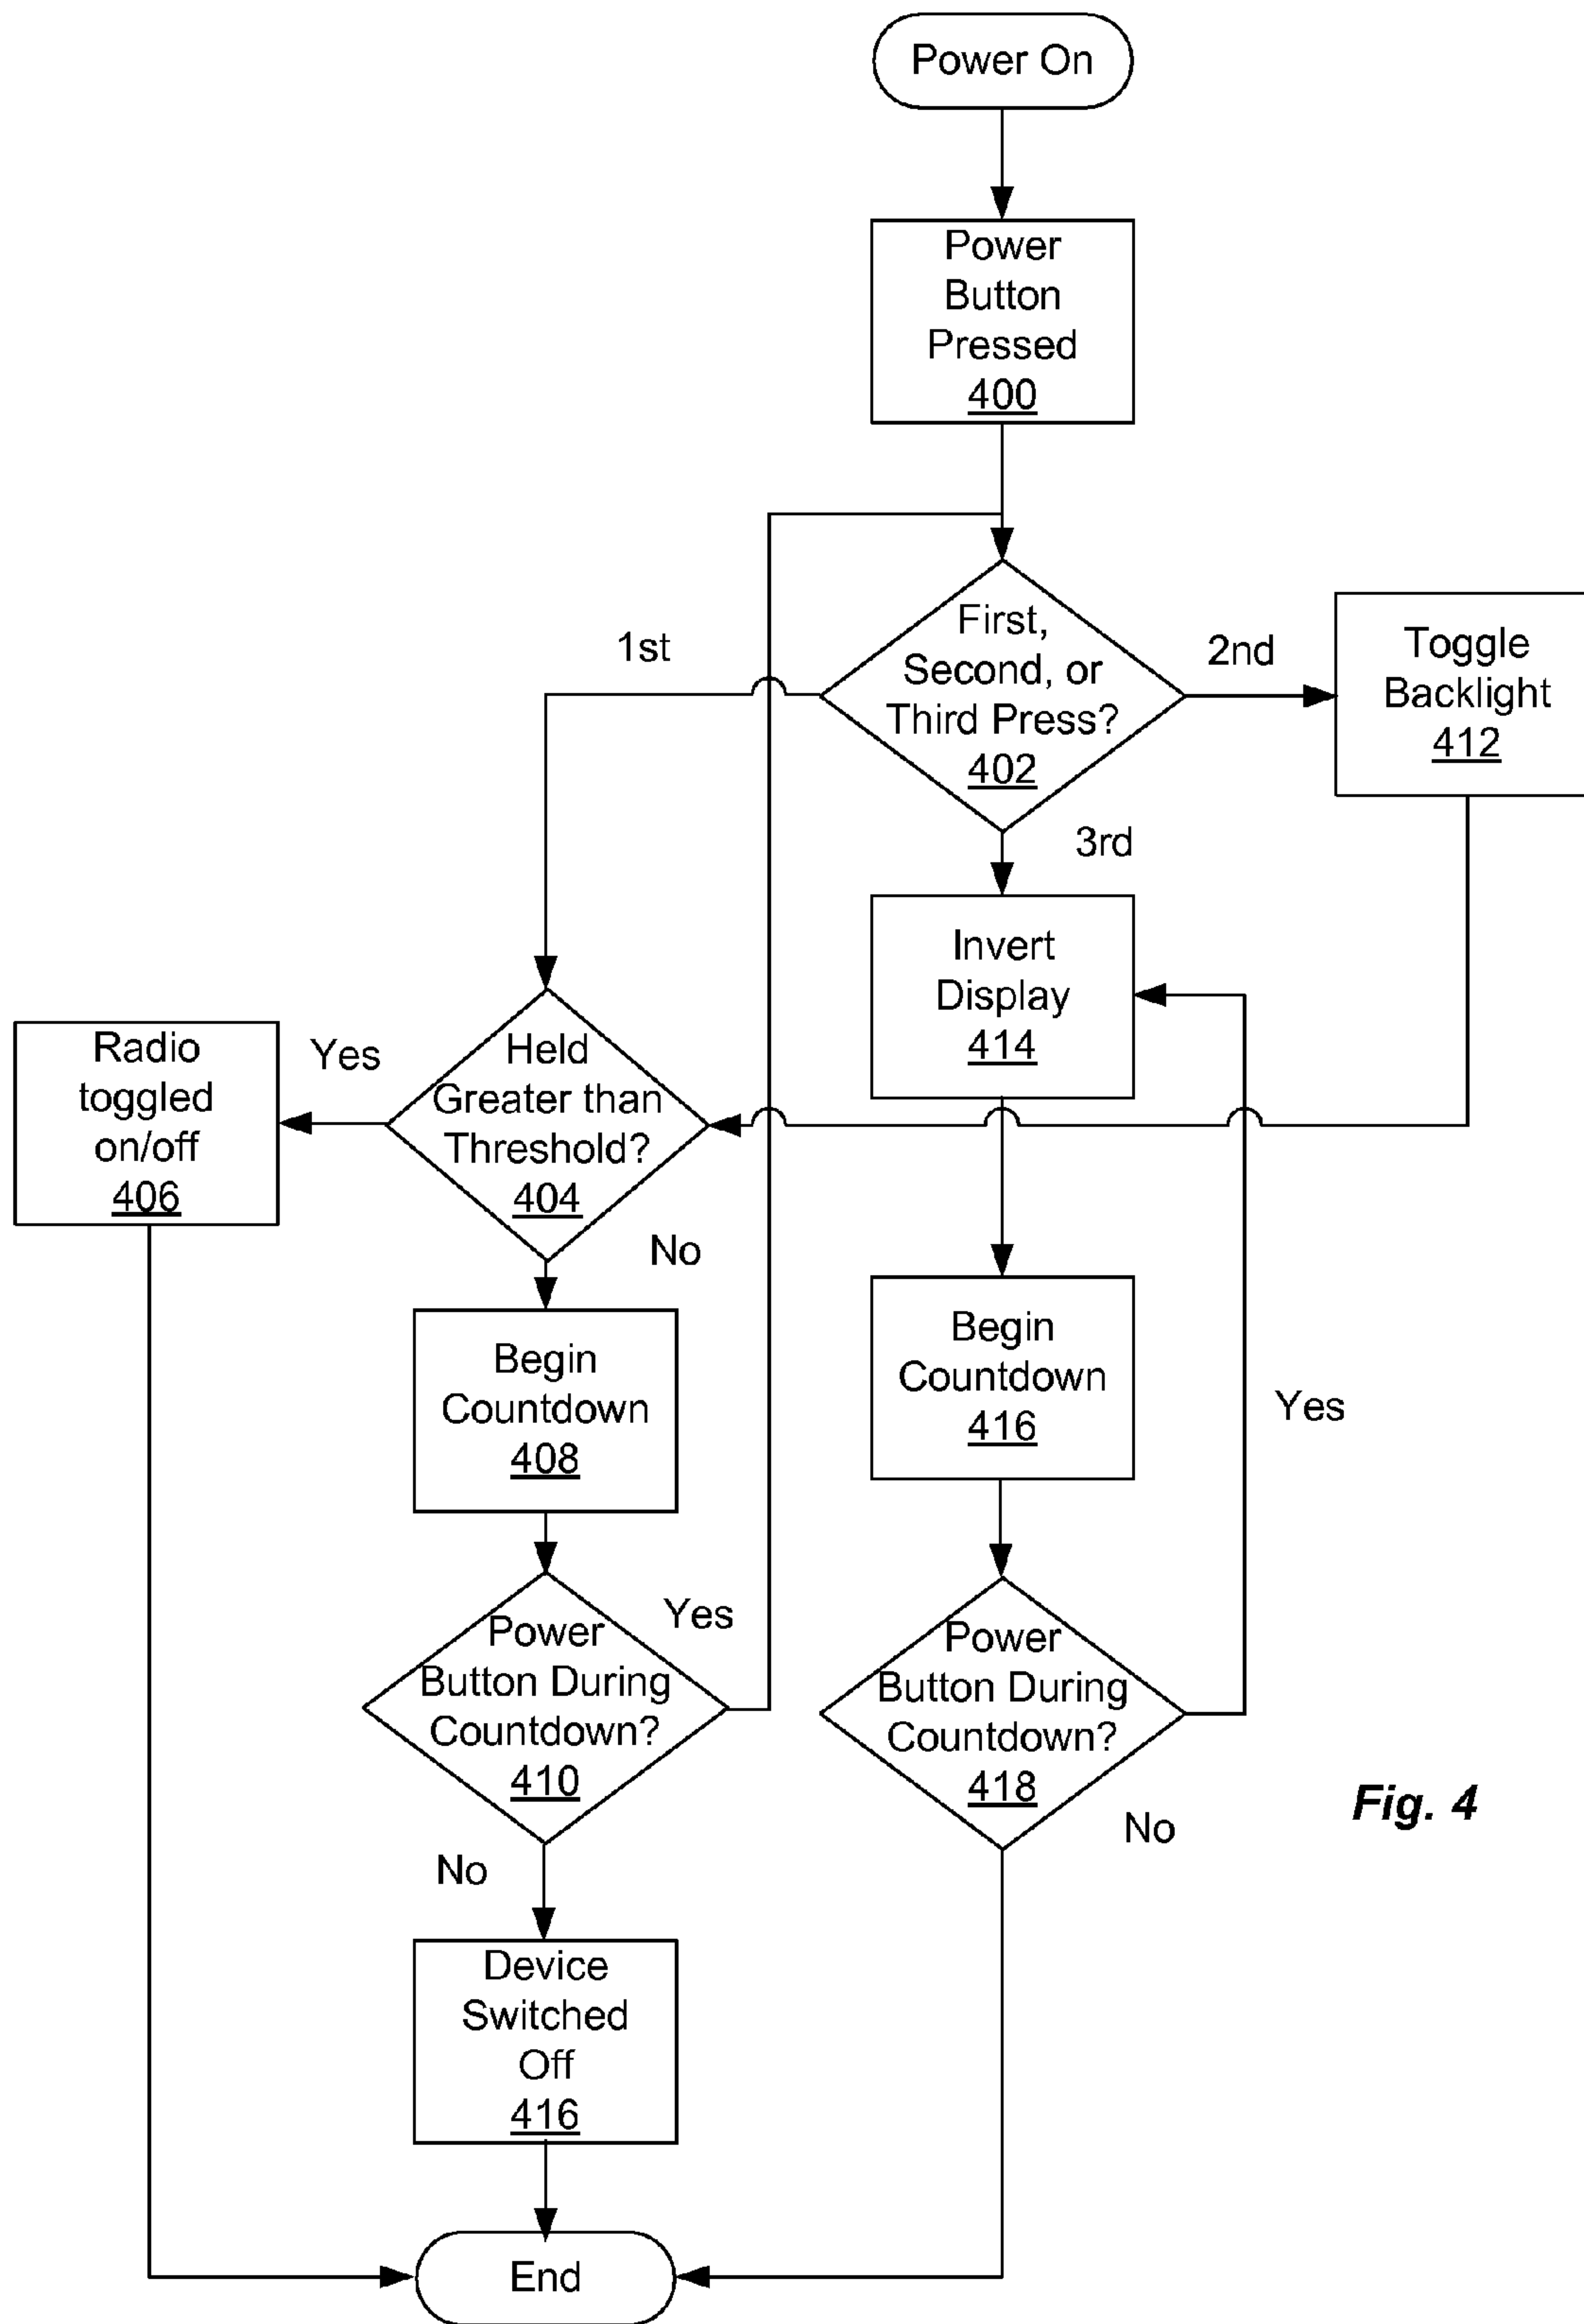 Power On
Power
Button
Pressed
400
First,
Second, or
Third Press?
402
1st
2nd
3rd
Toggle
Backlight
412
Invert
Display
414
Held
Greater than
Threshold?
404
Yes
No
Radio
toggled
on/off
406
Begin
Countdown
408
Begin
Countdown
416
Yes
Power
Button During
Countdown?
410
Yes
No
Power
Button During
Countdown?
418
No
Device
Switched
Off
416
End
Fig. 4